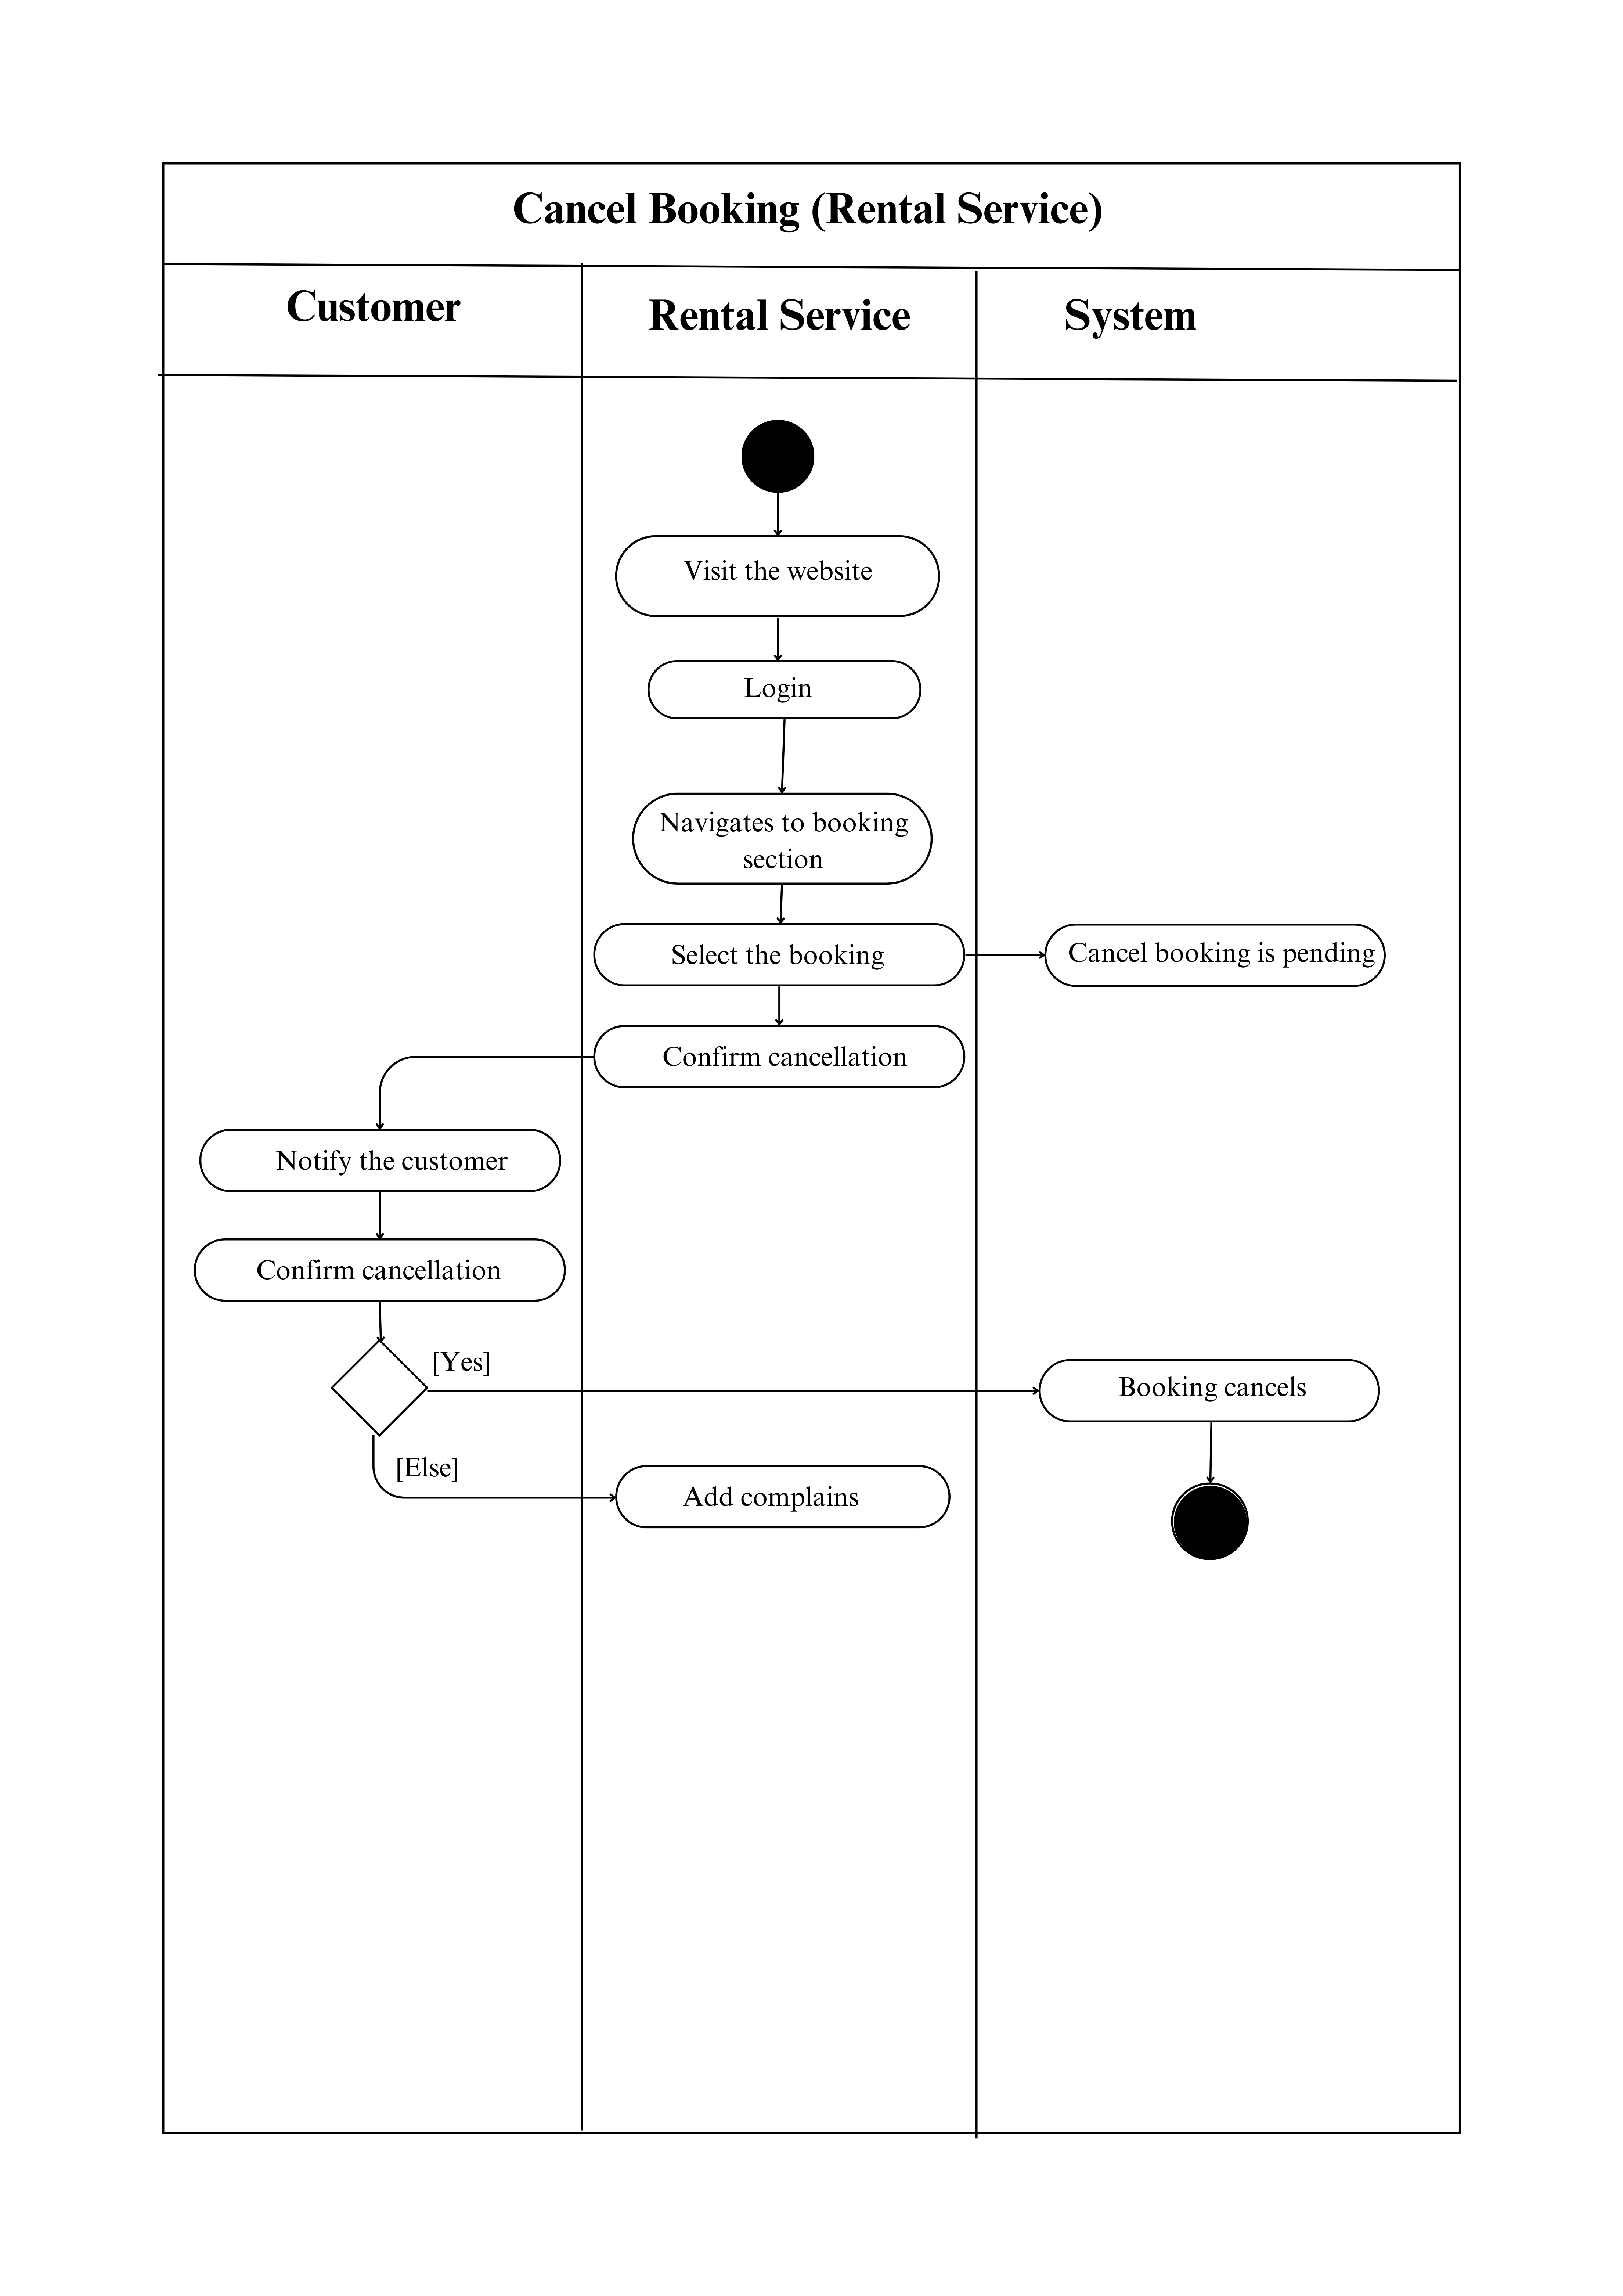 Cancel Booking (Rental Service)
Customer
Rental Service
System
Visit the website
Login
Navigates to booking
section
Select the booking
Cancel booking is pending
Confirm cancellation
Notify the customer
Confirm cancellation
[Yes]
Booking cancels
[Else]
Add complains